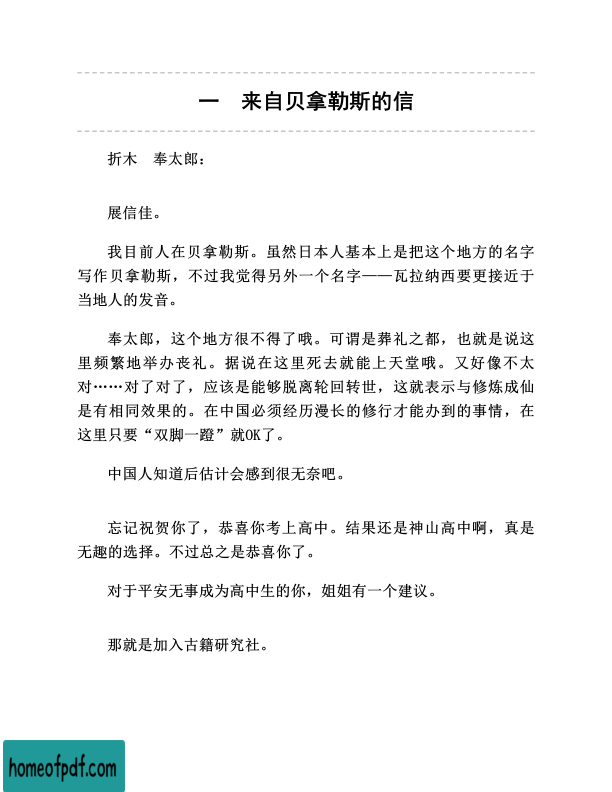 一　来自贝拿勒斯的信
折木　奉太郎：
展信佳。
我目前人在贝拿勒斯。虽然日本人基本上是把这个地方的名字
写作贝拿勒斯，不过我觉得另外一个名字——瓦拉纳西要更接近于
当地人的发音。
奉太郎，这个地方很不得了哦。可谓是葬礼之都，也就是说这
里频繁地举办丧礼。据说在这里死去就能上天堂哦。又好像不太
对……对了对了，应该是能够脱离轮回转世，这就表示与修炼成仙
是有相同效果的。在中国必须经历漫长的修行才能办到的事情，在
这里只要“双脚一蹬”就OK了。
中国人知道后估计会感到很无奈吧。
忘记祝贺你了，恭喜你考上高中。结果还是神山高中啊，真是
无趣的选择。不过总之是恭喜你了。
对于平安无事成为高中生的你，姐姐有一个建议。
那就是加入古籍研究社。
homeofpdf.com